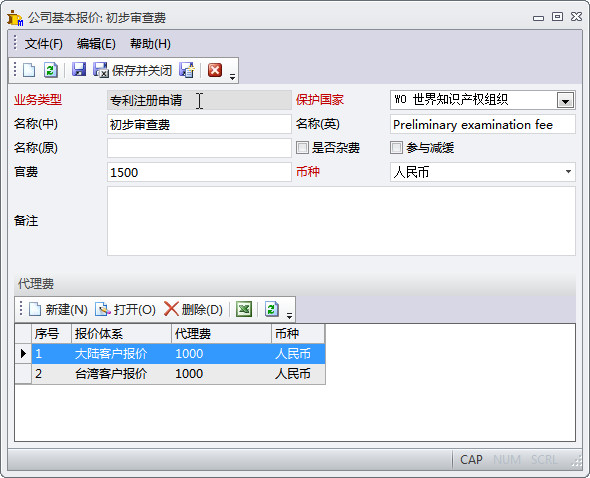 公司基本报价: 初步审查费
文件(F) 编辑(E) 帮助(H)
保存并关闭
业务类型 专利注册申请 保护国家 WO 世界知识产权组织
名称(中) 初步审查费 名称(英) Preliminary examination fee
名称(原) 是否杂费 参与减缓
官费 1500 币种 人民币
备注
代理费
新建(N) 打开(O) 删除(D)
序号 报价体系 代理费 币种
1 大陆客户报价 1000 人民币
2 台湾客户报价 1000 人民币
CAP NUM SCRL